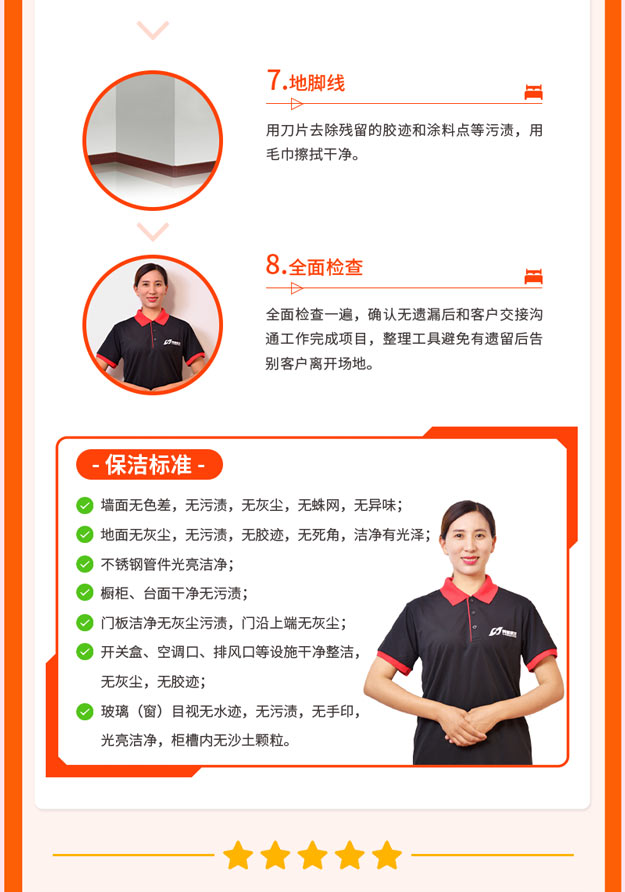 7.地脚线
用刀片去除残留的胶迹和涂料点等污渍，用
毛巾擦拭干净。
8.全面检查
全面检查一遍，确认无遗漏后和客户交接沟
通工作完成项目，整理工具避免有遗留后告
别客户离开场地。
- 保洁标准 -
墙面无色差，无污渍，无灰尘，无蛛网，无异味；
地面无灰尘，无污渍，无胶迹，无死角，洁净有光泽；
不锈钢管件光亮洁净；
橱柜、台面干净无污渍；
门板洁净无灰尘污渍，门沿上端无灰尘；
开关盒、空调口、排风口等设施干净整洁，
无灰尘，无胶迹；
玻璃（窗）目视无水迹，无污渍，无手印，
光亮洁净，柜槽内无沙土颗粒。